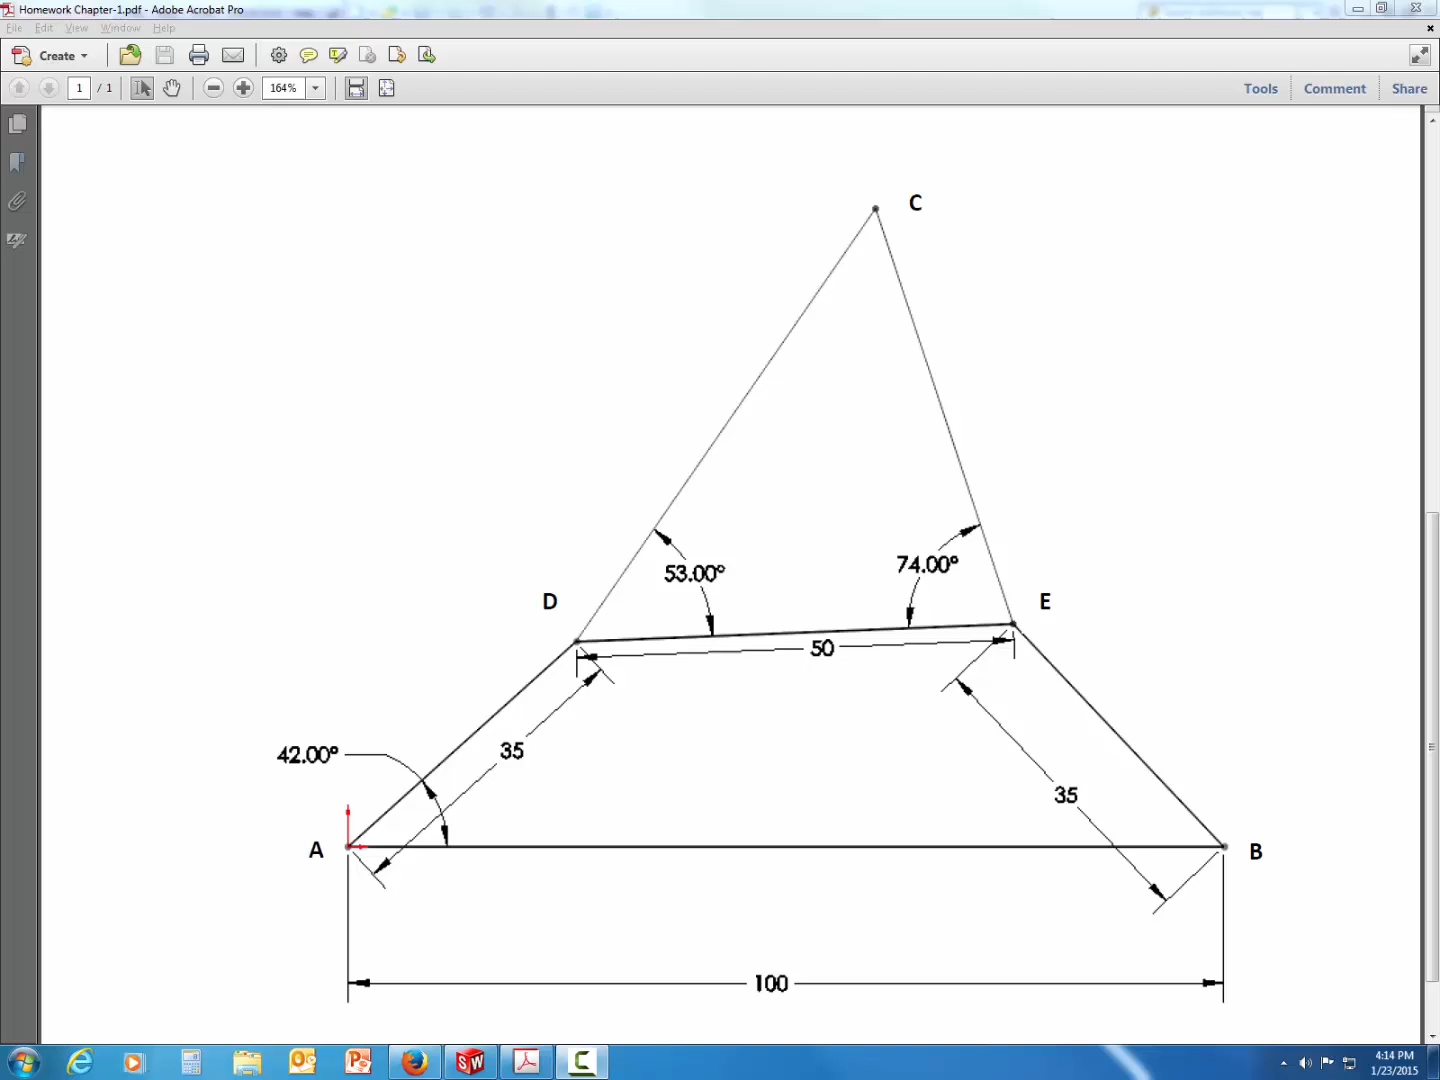 Homework Chapter-1.pdf - Adobe Acrobat Pro
File Edit View Window Help
Create
1 / 1 164% Tools Comment Share
C
53.00° 74.00°
D E
50
42.00° 35
35
A B
100
4:14 PM
1/23/2015